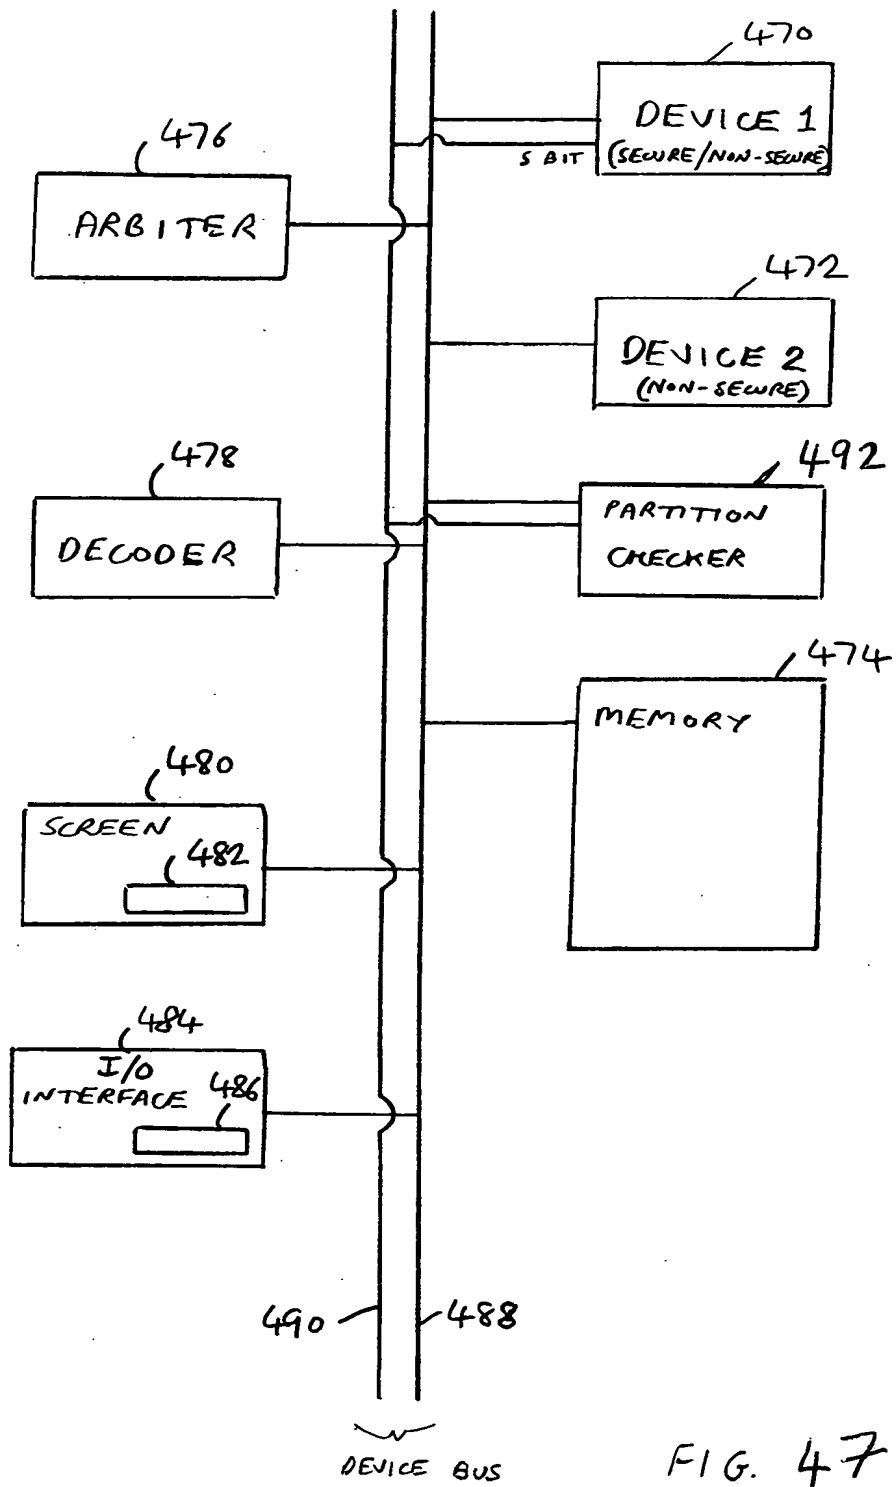 470
DEVICE 1
(SECURE/NON-SECURE)
S BIT
476
ARBITER
472
DEVICE 2
(NON-SECURE)
478
DECODER
492
PARTITION
CHECKER
474
MEMORY
480
SCREEN
482
484
I/O
INTERFACE
486
490
488
DEVICE BUS
FIG. 47